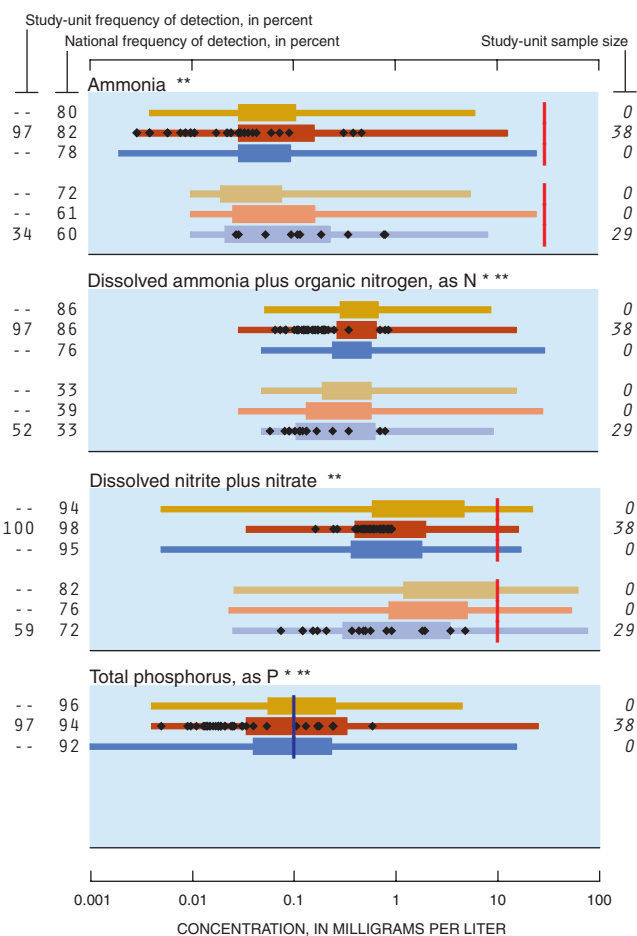 Study-unit frequency of detection, in percent
National frequency of detection, in percent
Study-unit sample size
Ammonia **
-- 80 0
97 82 38
-- 78 0
-- 72 0
-- 61 0
34 60 29
Dissolved ammonia plus organic nitrogen, as N * **
-- 86 0
97 86 38
-- 76 0
-- 33 0
-- 39 0
52 33 29
Dissolved nitrite plus nitrate **
-- 94 0
100 98 38
-- 95 0
-- 82 0
-- 76 0
59 72 29
Total phosphorus, as P * **
-- 96 0
97 94 38
-- 92 0
0.001 0.01 0.1 1 10 100
CONCENTRATION, IN MILLIGRAMS PER LITER